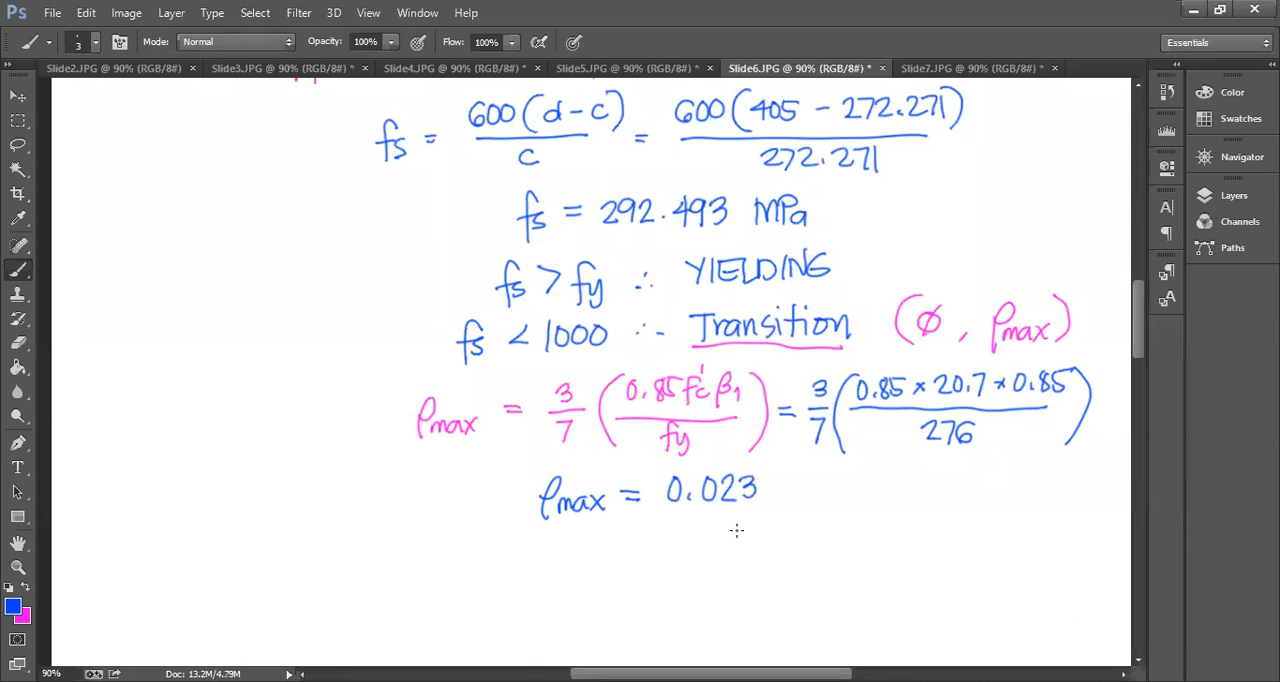 Ps File Edit Image Layer Type Select Filter 3D View Window Help
3 Mode: Normal Opacity: 100% Flow: 100% Essentials
Slide2.JPG @ 90% (RGB/8#) × Slide3.JPG @ 90% (RGB/8#) * × Slide4.JPG @ 90% (RGB/8#) * × Slide5.JPG @ 90% (RGB/8#) * × Slide6.JPG @ 90% (RGB/8#) * × Slide7.JPG @ 90% (RGB/8#) * ×
fs = 600(d-c) / c = 600(405 - 272.271) / 272.271
fs = 292.493 MPa
fs > fy ∴ YIELDING
fs < 1000 ∴ Transition (ø, ρmax)
ρmax = 3/7 (0.85f'c β1 / fy) = 3/7 (0.85 × 20.7 × 0.85 / 276)
ρmax = 0.023
Color
Swatches
Navigator
Layers
Channels
Paths
90% Doc: 13.2M/4.79M